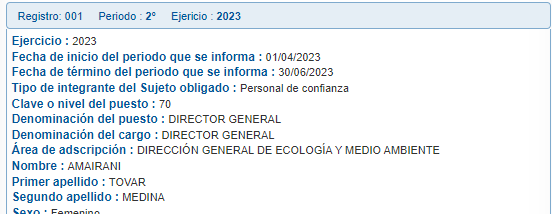 Registro: 001 Periodo : 2º Ejericio : 2023
Ejercicio : 2023
Fecha de inicio del periodo que se informa : 01/04/2023
Fecha de término del periodo que se informa : 30/06/2023
Tipo de integrante del Sujeto obligado : Personal de confianza
Clave o nivel del puesto : 70
Denominación del puesto : DIRECTOR GENERAL
Denominación del cargo : DIRECTOR GENERAL
Área de adscripción : DIRECCIÓN GENERAL DE ECOLOGÍA Y MEDIO AMBIENTE
Nombre : AMAIRANI
Primer apellido : TOVAR
Segundo apellido : MEDINA
Sexo : Femenino